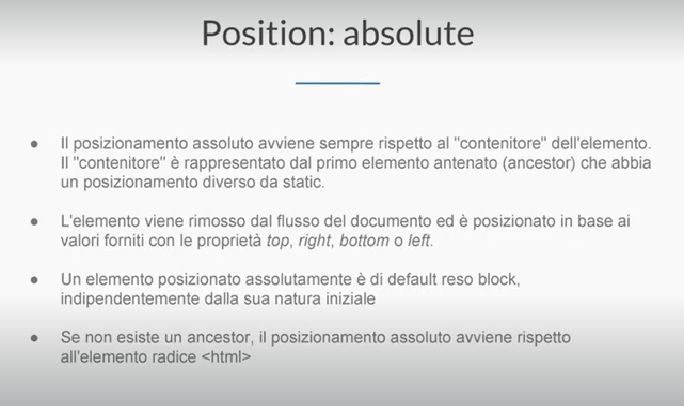 Position: absolute
● Il posizionamento assoluto avviene sempre rispetto al "contenitore" dell'elemento.
Il "contenitore" è rappresentato dal primo elemento antenato (ancestor) che abbia
un posizionamento diverso da static.
● L'elemento viene rimosso dal flusso del documento ed è posizionato in base ai
valori forniti con le proprietà top, right, bottom o left.
● Un elemento posizionato assolutamente è di default reso block,
indipendentemente dalla sua natura iniziale
● Se non esiste un ancestor, il posizionamento assoluto avviene rispetto
all'elemento radice <html>